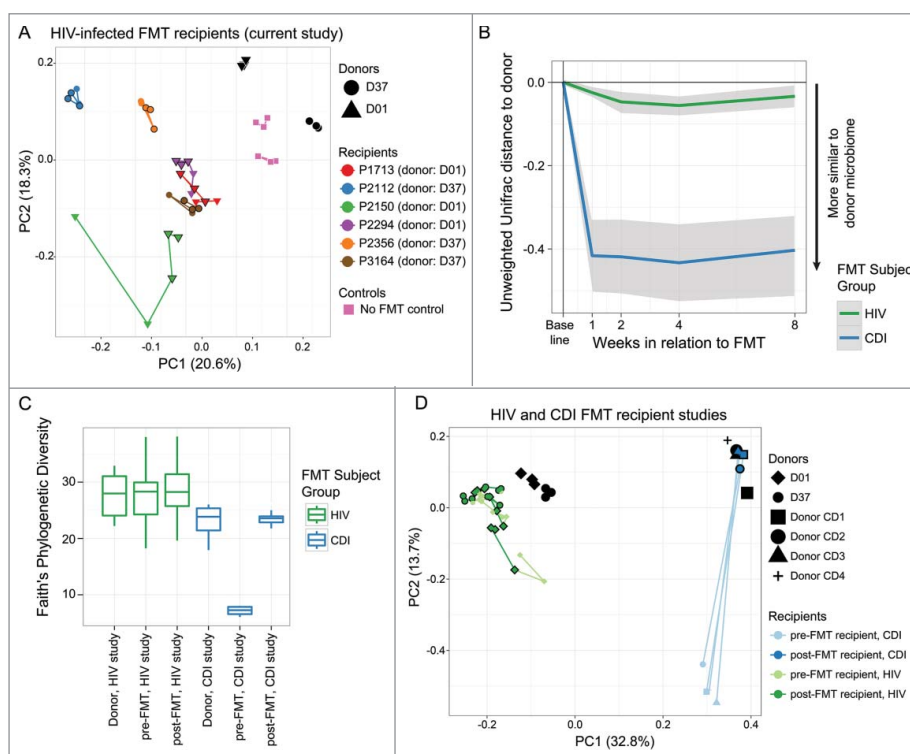 A
HIV-infected FMT recipients (current study)
0.2
0.0
-0.2
PC2 (18.3%)
-0.2
-0.1
0.0
0.1
0.2
PC1 (20.6%)
Donors
D37
D01
Recipients
P1713 (donor: D01)
P2112 (donor: D37)
P2150 (donor: D01)
P2294 (donor: D01)
P2356 (donor: D37)
P3164 (donor: D37)
Controls
No FMT control
B
Unweighted Unifrac distance to donor
0.0
-0.2
-0.4
Base
line
1
2
4
8
Weeks in relation to FMT
More similar to
donor microbiome
FMT Subject
Group
HIV
CDI
C
Faith's Phylogenetic Diversity
30
20
10
Donor, HIV study
pre-FMT, HIV study
post-FMT, HIV study
Donor, CDI study
pre-FMT, CDI study
post-FMT, CDI study
FMT Subject
Group
HIV
CDI
D
HIV and CDI FMT recipient studies
0.2
0.0
-0.2
-0.4
PC2 (13.7%)
-0.2
0.0
0.2
0.4
PC1 (32.8%)
Donors
D01
D37
Donor CD1
Donor CD2
Donor CD3
Donor CD4
Recipients
pre-FMT recipient, CDI
post-FMT recipient, CDI
pre-FMT recipient, HIV
post-FMT recipient, HIV